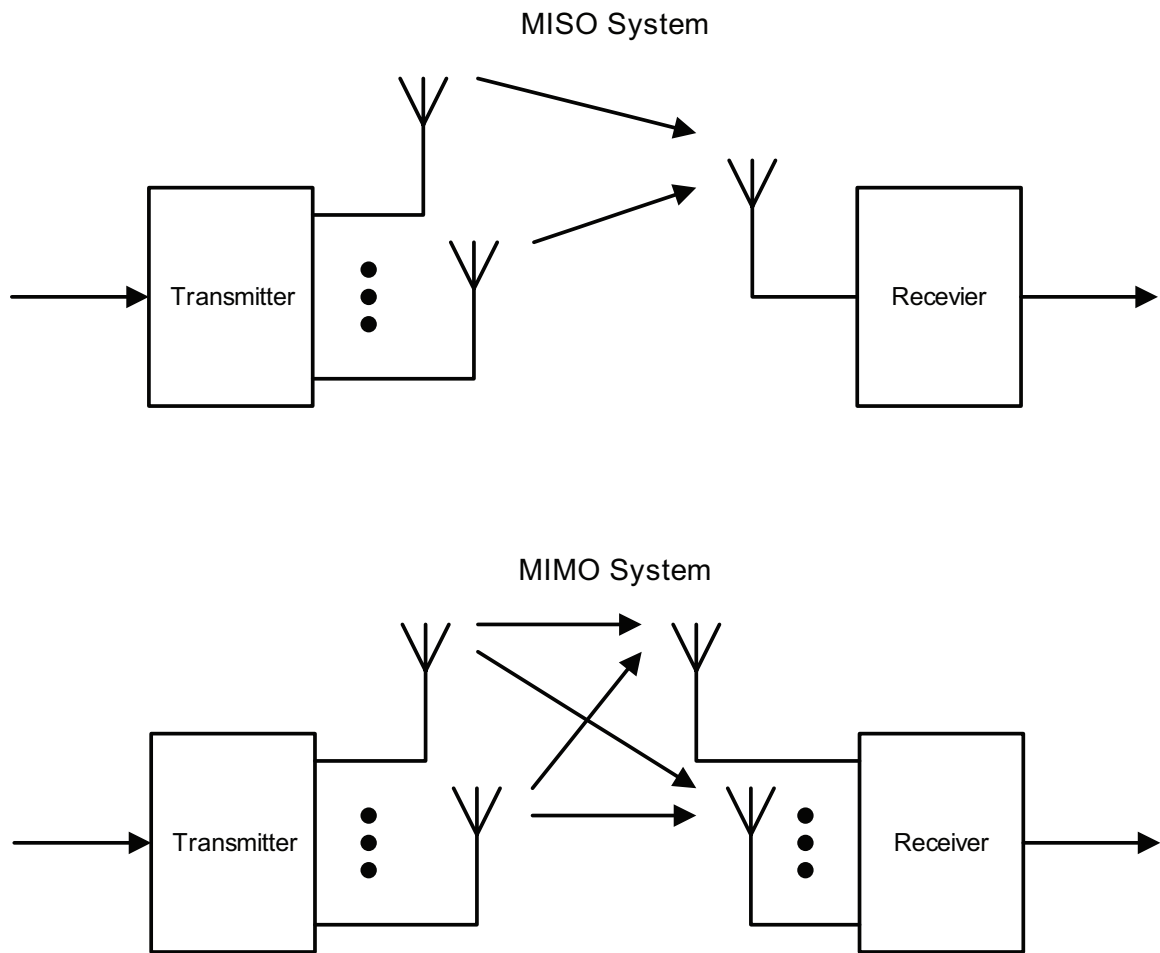 MISO System
Transmitter
Recevier
MIMO System
Transmitter
Receiver